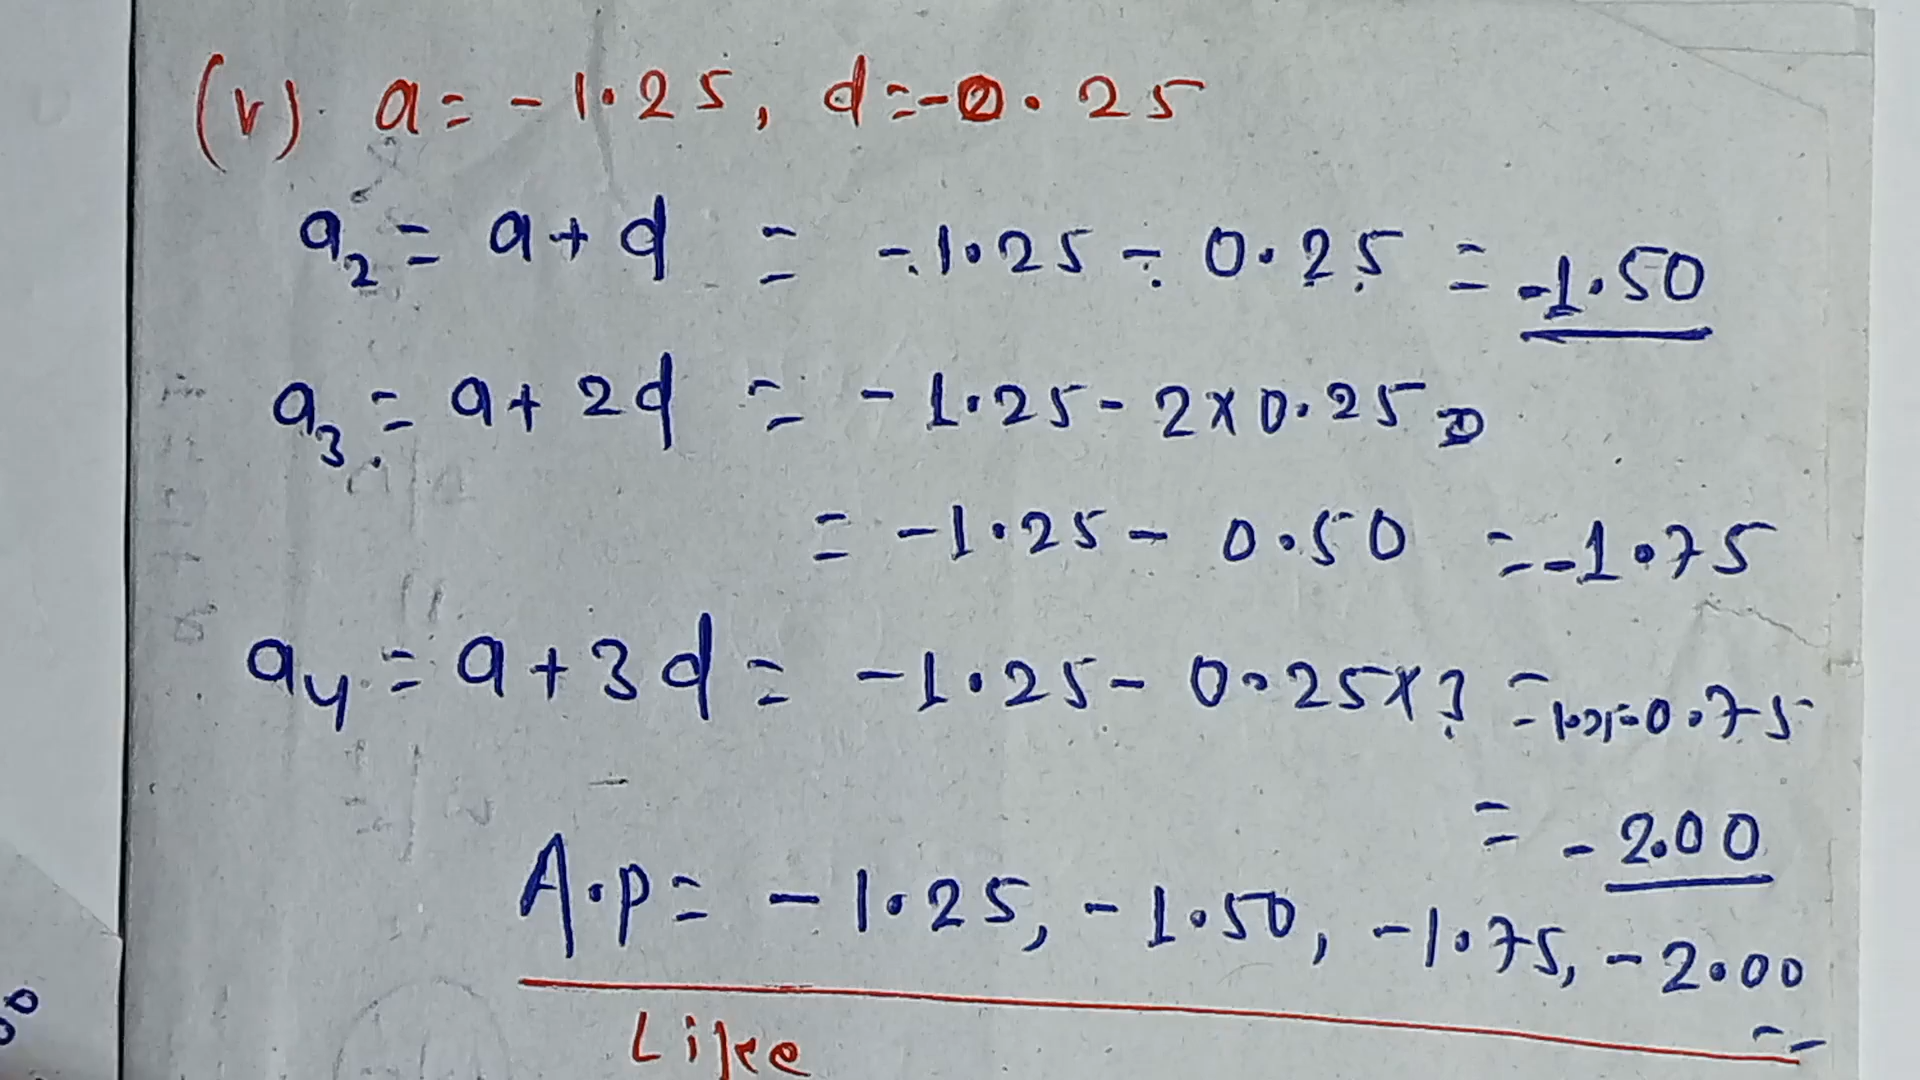 (v). a = -1.25, d = -0.25
a₂ = a + d = -1.25 - 0.25 = -1.50
a₃ = a + 2d = -1.25 - 2×0.25
= -1.25 - 0.50 = -1.75
a₄ = a + 3d = -1.25 - 0.25×3 = 1.25-0.75
= -2.00
A.P = -1.25, -1.50, -1.75, -2.00
Like